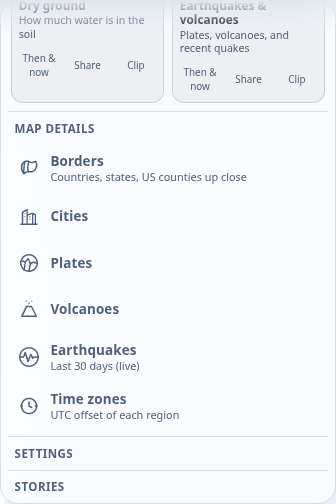 Dry ground
How much water is in the
soil
Then &
now
Share
Clip
Earthquakes &
volcanoes
Plates, volcanoes, and
recent quakes
Then &
now
Share
Clip
MAP DETAILS
Borders
Countries, states, US counties up close
Cities
Plates
Volcanoes
Earthquakes
Last 30 days (live)
Time zones
UTC offset of each region
SETTINGS
STORIES